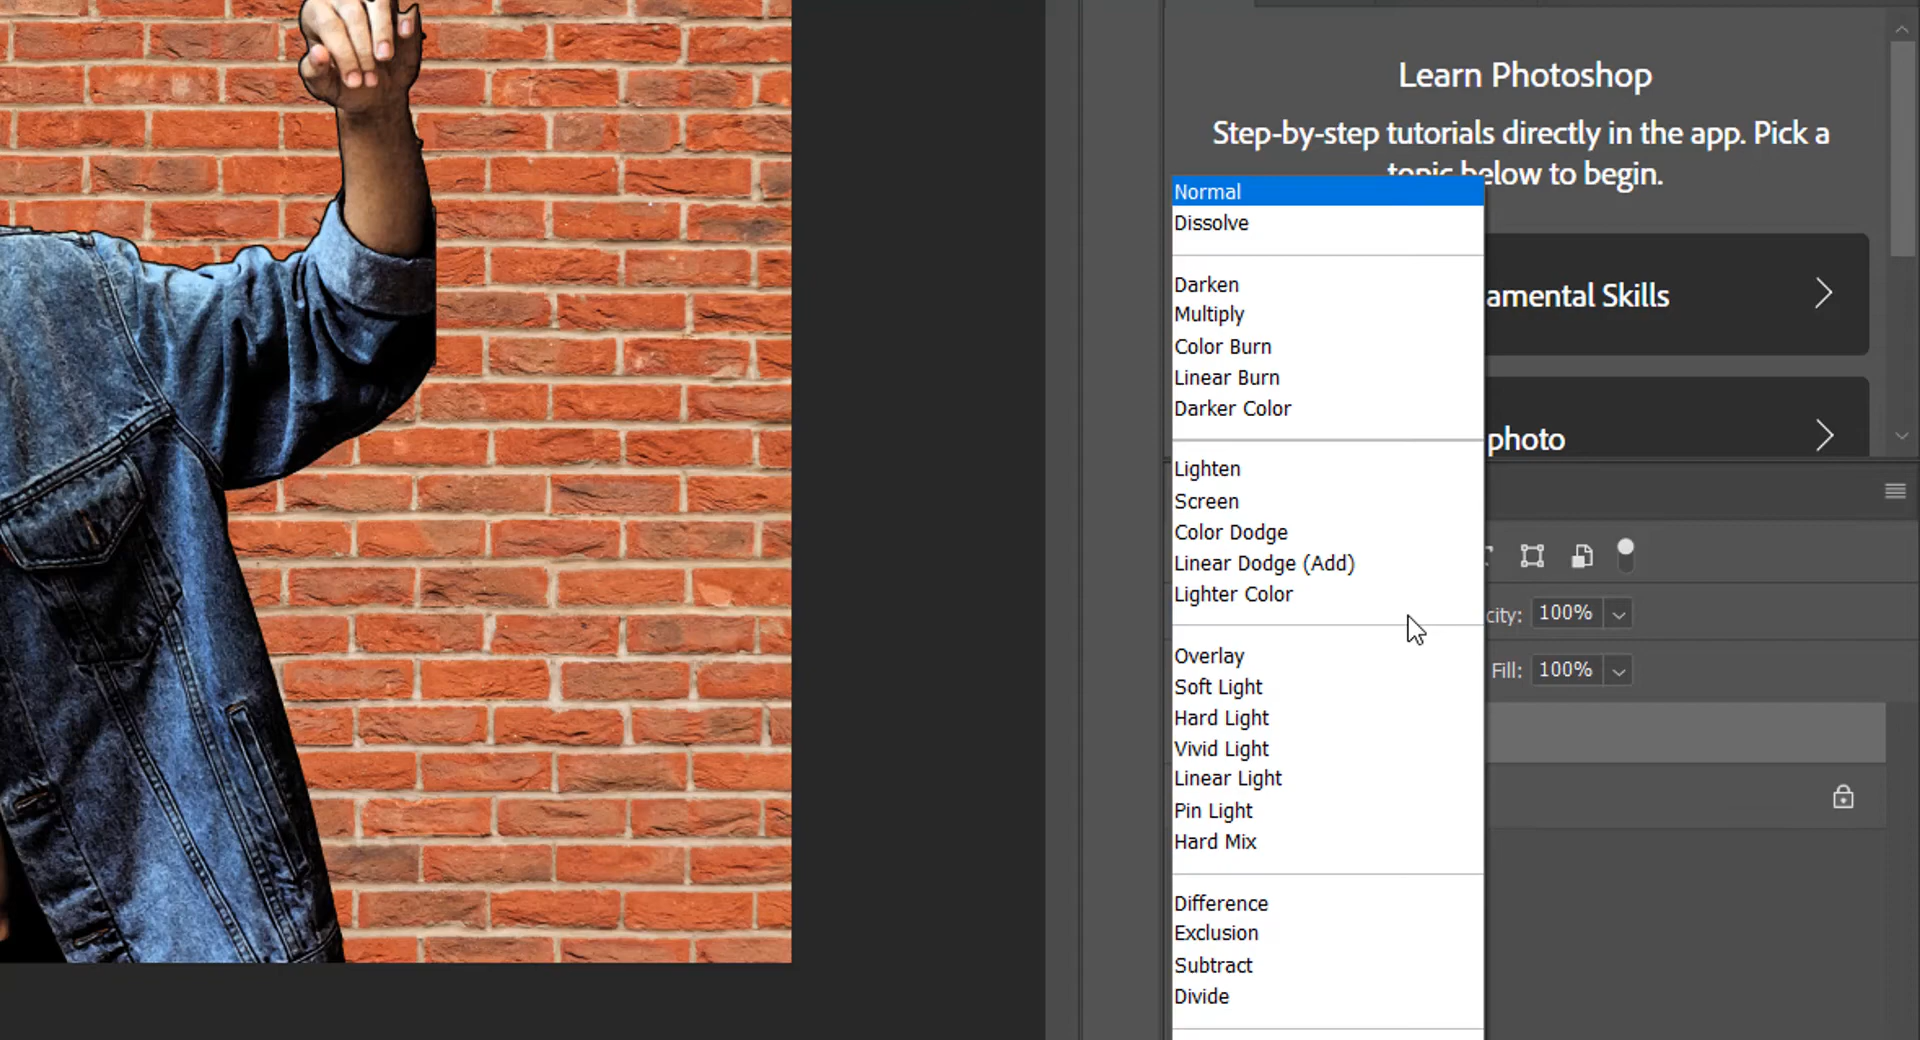 Learn Photoshop
Step-by-step tutorials directly in the app. Pick a
below to begin.
Normal
Dissolve
Darken
Multiply
Color Burn
Linear Burn
Darker Color
Lighten
Screen
Color Dodge
Linear Dodge (Add)
Lighter Color
Overlay
Soft Light
Hard Light
Vivid Light
Linear Light
Pin Light
Hard Mix
Difference
Exclusion
Subtract
Divide
amental Skills
photo
city: 100%
Fill: 100%